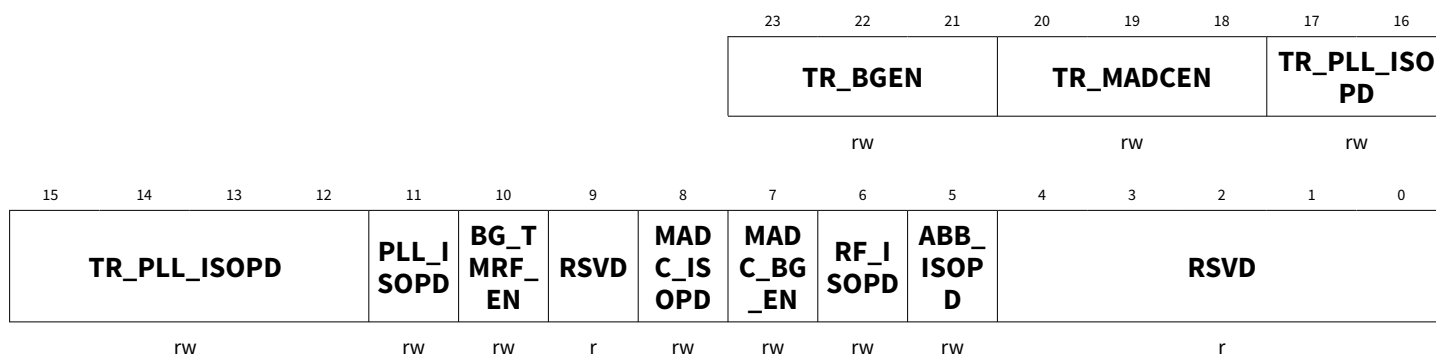 23 22 21 20 19 18 17 16
TR_BGEN TR_MADCEN TR_PLL_ISO
PD
rw rw rw
15 14 13 12 11 10 9 8 7 6 5 4 3 2 1 0
TR_PLL_ISOPD PLL_I
SOPD BG_T
MRF_
EN RSVD MAD
C_IS
OPD MAD
C_BG
_EN RF_I
SOPD ABB_
ISOP
D RSVD
rw rw rw r rw rw rw rw r